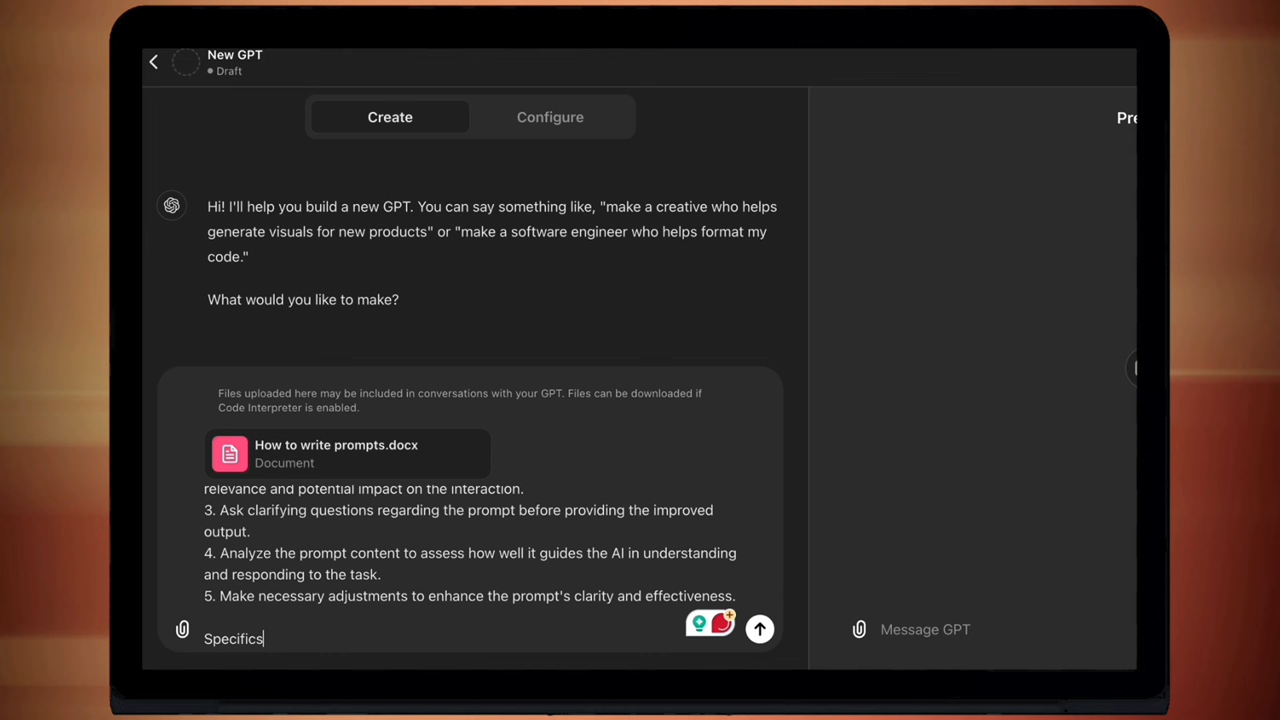 New GPT
Draft
Create
Configure
Hi! I'll help you build a new GPT. You can say something like, "make a creative who helps
generate visuals for new products" or "make a software engineer who helps format my
code."
What would you like to make?
Files uploaded here may be included in conversations with your GPT. Files can be downloaded if
Code Interpreter is enabled.
How to write prompts.docx
Document
relevance and potential impact on the interaction.
3. Ask clarifying questions regarding the prompt before providing the improved
output.
4. Analyze the prompt content to assess how well it guides the AI in understanding
and responding to the task.
5. Make necessary adjustments to enhance the prompt's clarity and effectiveness.
Specifics
Pre
Message GPT